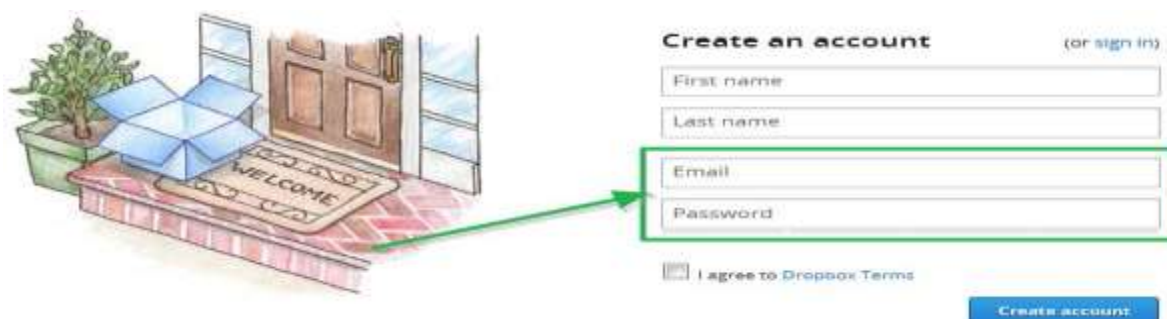 WELCOME
Create an account (or sign in)
First name
Last name
Email
Password
I agree to Dropbox Terms
Create account